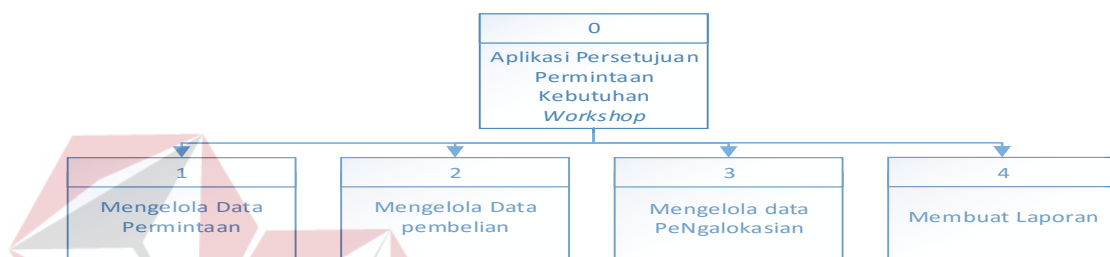 0
Aplikasi Persetujuan
Permintaan
Kebutuhan
Workshop
1
Mengelola Data
Permintaan
2
Mengelola Data
pembelian
3
Mengelola data
PeNgalokasian
4
Membuat Laporan